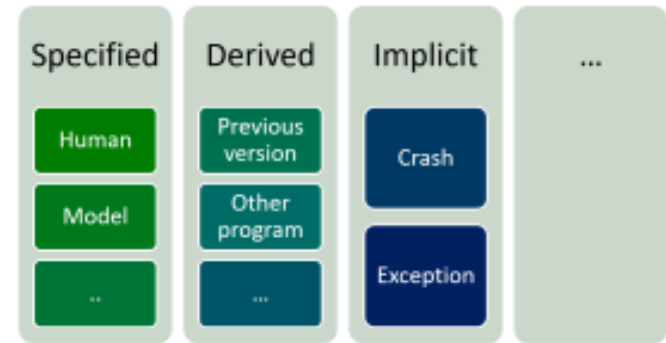 Specified
Human
Model
..
Derived
Previous
version
Other
program
...
Implicit
Crash
Exception
...